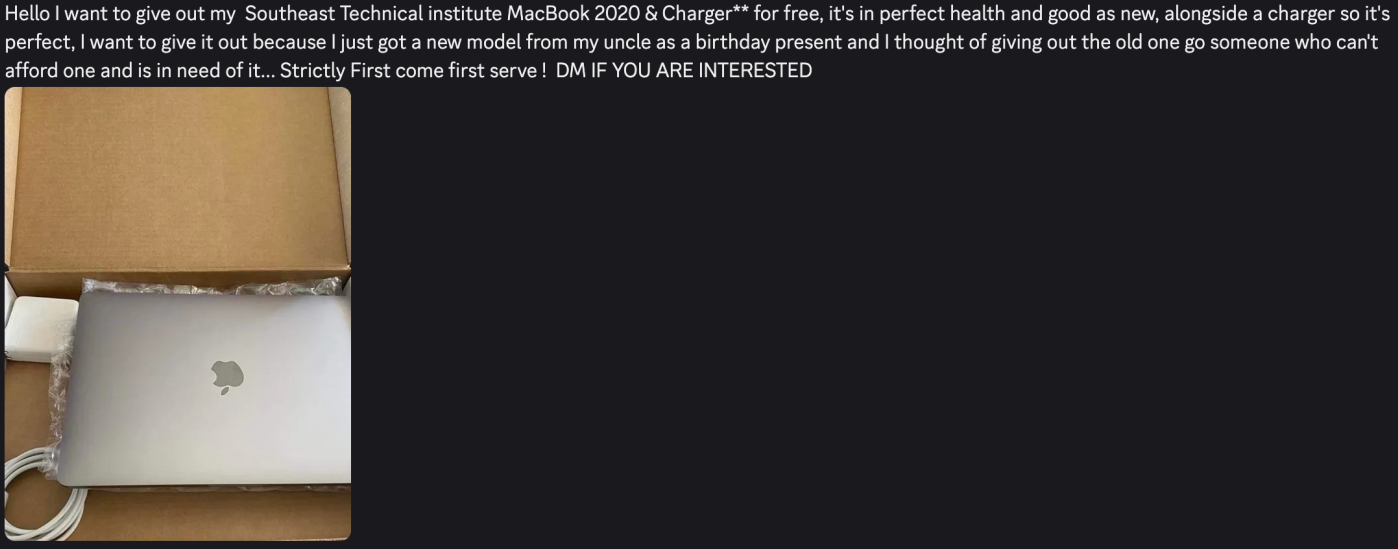 Hello I want to give out my  Southeast Technical institute MacBook 2020 & Charger** for free, it's in perfect health and good as new, alongside a charger so it's
perfect, I want to give it out because I just got a new model from my uncle as a birthday present and I thought of giving out the old one go someone who can't
afford one and is in need of it... Strictly First come first serve !  DM IF YOU ARE INTERESTED